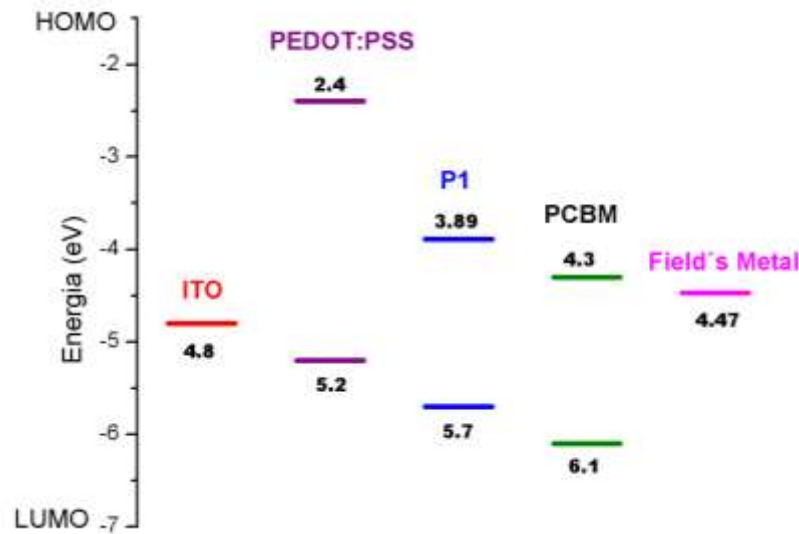 HOMO
PEDOT:PSS
-2
2.4
-3
P1
3.89
PCBM
-4
4.3
Field´s Metal
ITO
4.47
Energia (eV)
4.8
-5
5.2
5.7
-6
6.1
LUMO
-7